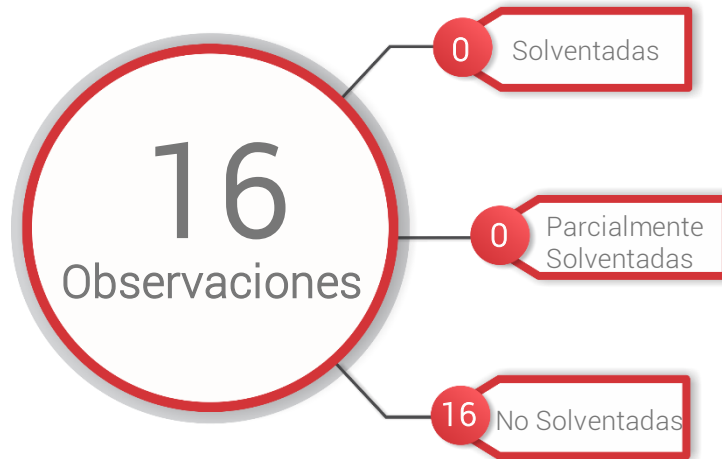 16
Observaciones
0
Solventadas
0
Parcialmente
Solventadas
16
No Solventadas